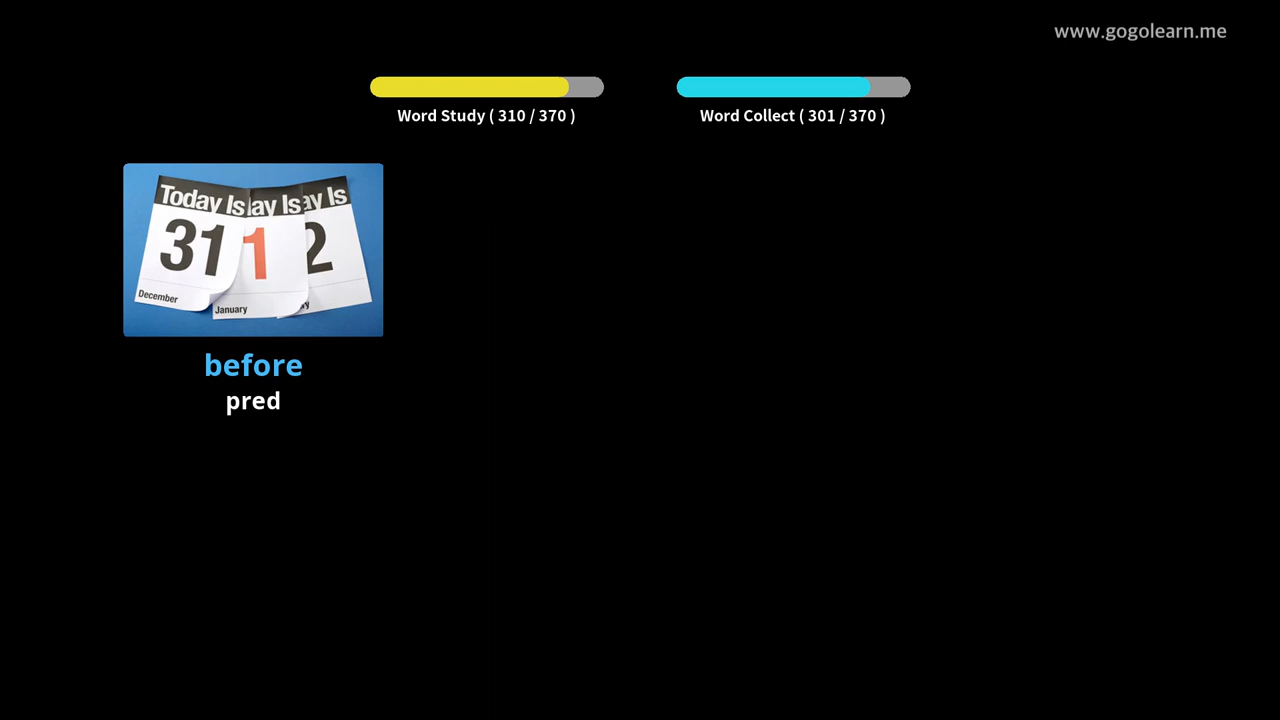 www.gogolearn.me
Word Study ( 310 / 370 )
Word Collect ( 301 / 370 )
Today Is
ay Is
ay Is
31
1
2
December
January
ry
before
pred